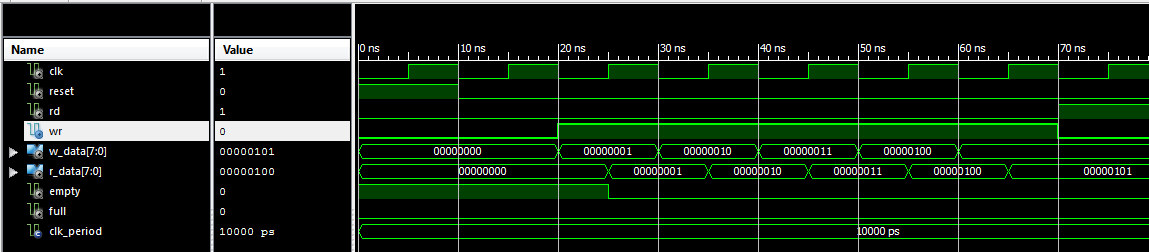 Name Value 0 ns 10 ns 20 ns 30 ns 40 ns 50 ns 60 ns 70 ns
clk 1
reset 0
rd 1
wr 0
w_data[7:0] 00000101 00000000 00000001 00000010 00000011 00000100
r_data[7:0] 00000100 00000000 00000001 00000010 00000011 00000100 00000101
empty 0
full 0
clk_period 10000 ps 10000 ps